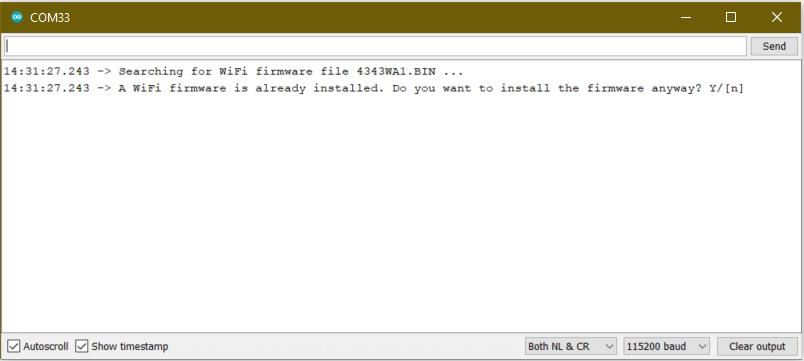 COM33
Send
14:31:27.243 -> Searching for WiFi firmware file 4343WA1.BIN ...
14:31:27.243 -> A WiFi firmware is already installed. Do you want to install the firmware anyway? Y/[n]
Autoscroll Show timestamp Both NL & CR 115200 baud Clear output